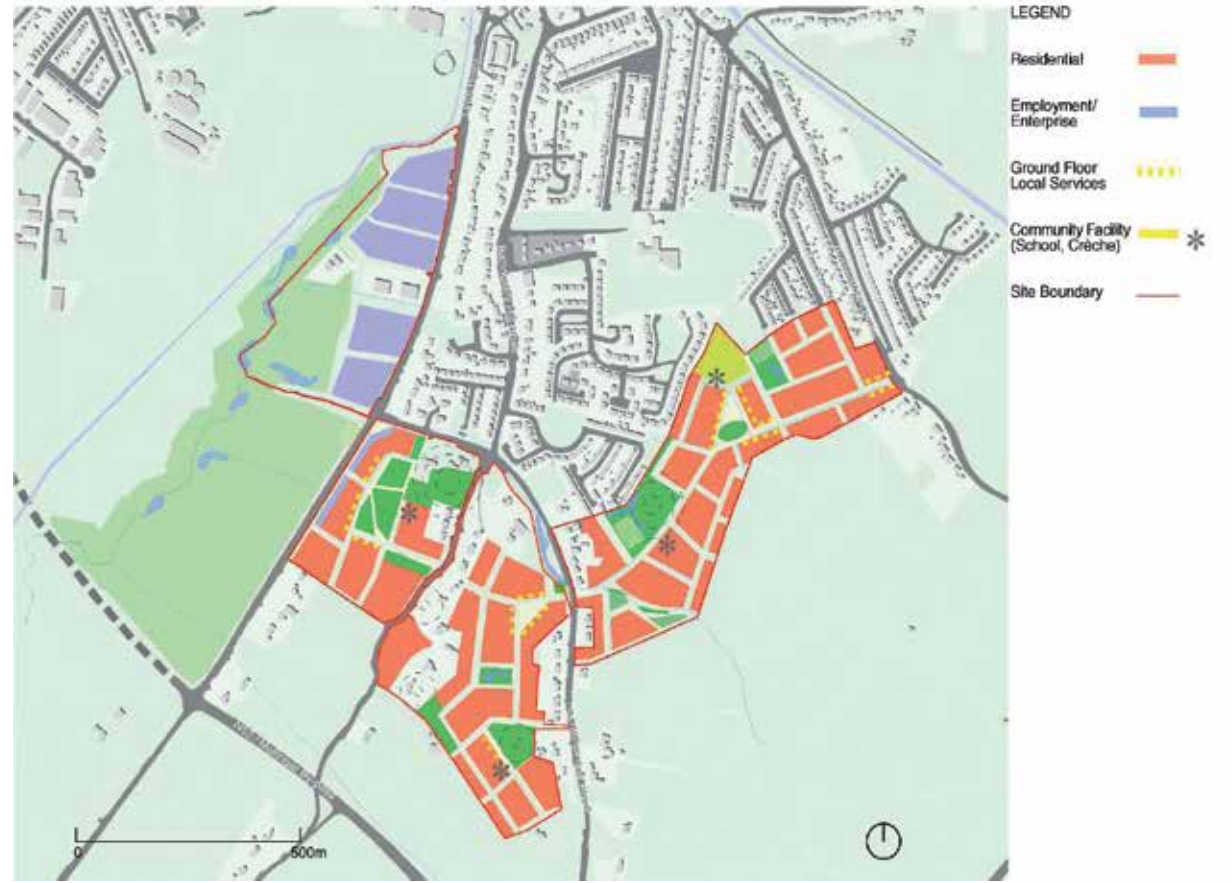 LEGEND
Residential
Employment/
Enterprise
Ground Floor
Local Services
Community Facility
(School, Crèche)
Site Boundary
0
500m